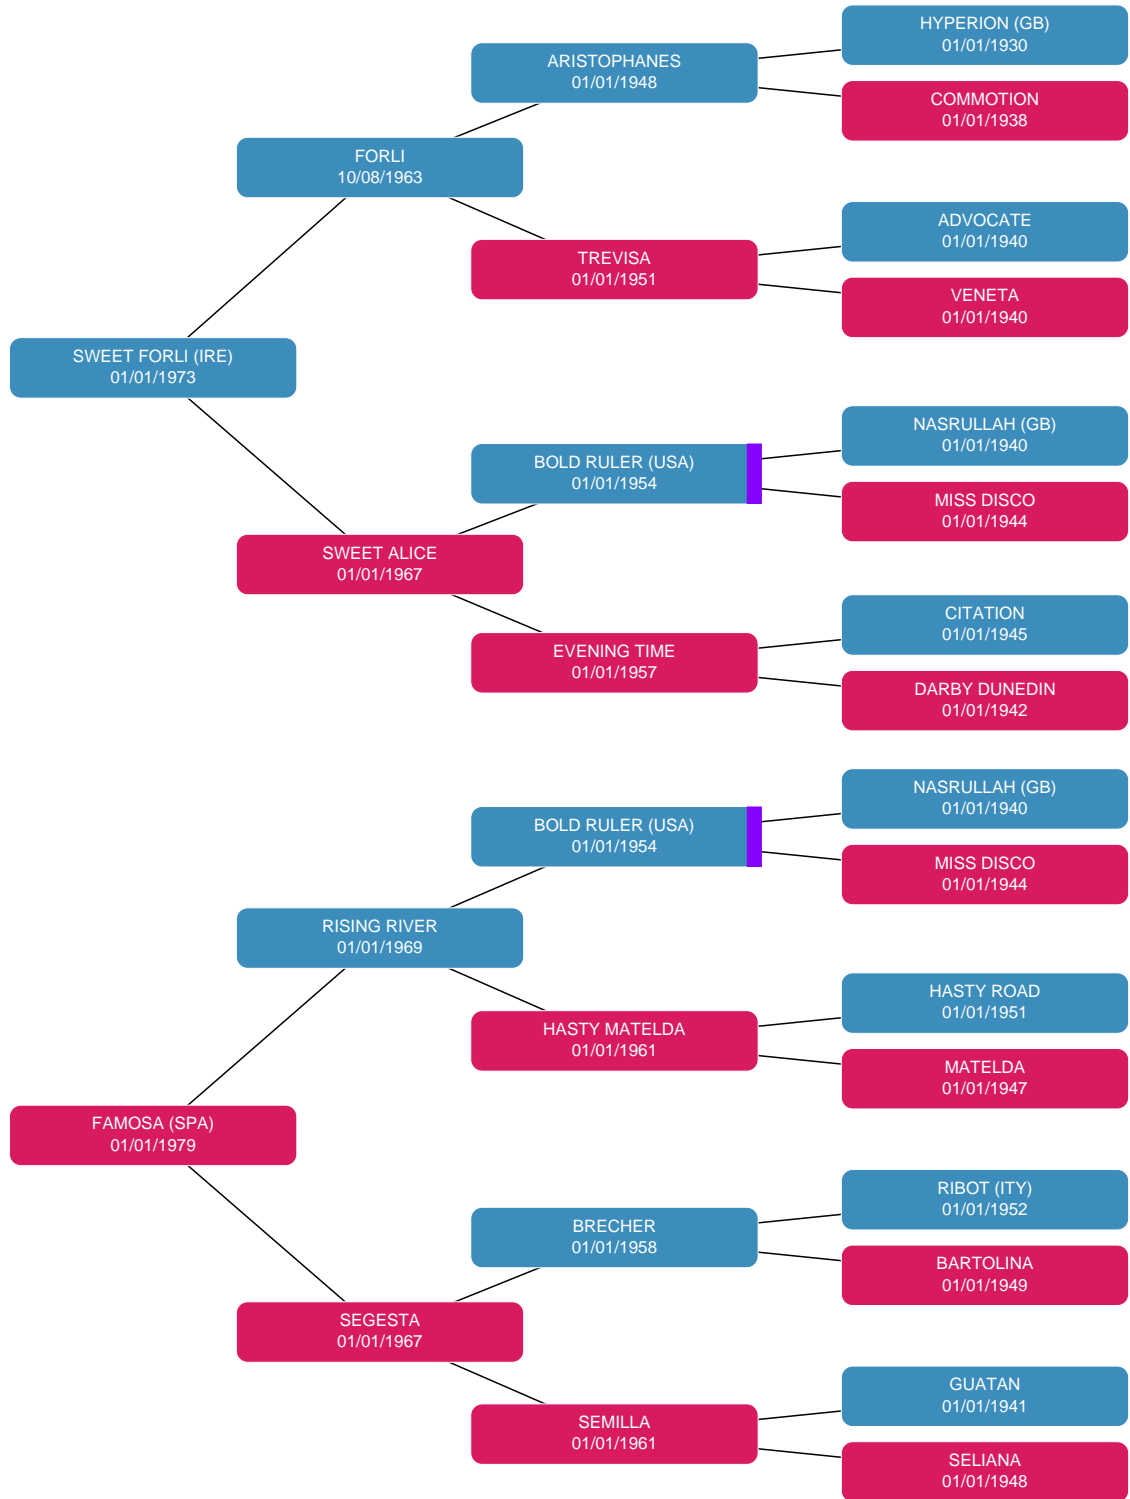 HYPERION (GB)
01/01/1930
ARISTOPHANES
01/01/1948
COMMOTION
01/01/1938
FORLI
10/08/1963
ADVOCATE
01/01/1940
TREVISA
01/01/1951
VENETA
01/01/1940
SWEET FORLI (IRE)
01/01/1973
NASRULLAH (GB)
01/01/1940
BOLD RULER (USA)
01/01/1954
MISS DISCO
01/01/1944
SWEET ALICE
01/01/1967
CITATION
01/01/1945
EVENING TIME
01/01/1957
DARBY DUNEDIN
01/01/1942
NASRULLAH (GB)
01/01/1940
BOLD RULER (USA)
01/01/1954
MISS DISCO
01/01/1944
RISING RIVER
01/01/1969
HASTY ROAD
01/01/1951
HASTY MATELDA
01/01/1961
MATELDA
01/01/1947
FAMOSA (SPA)
01/01/1979
RIBOT (ITY)
01/01/1952
BRECHER
01/01/1958
BARTOLINA
01/01/1949
SEGESTA
01/01/1967
GUATAN
01/01/1941
SEMILLA
01/01/1961
SELIANA
01/01/1948